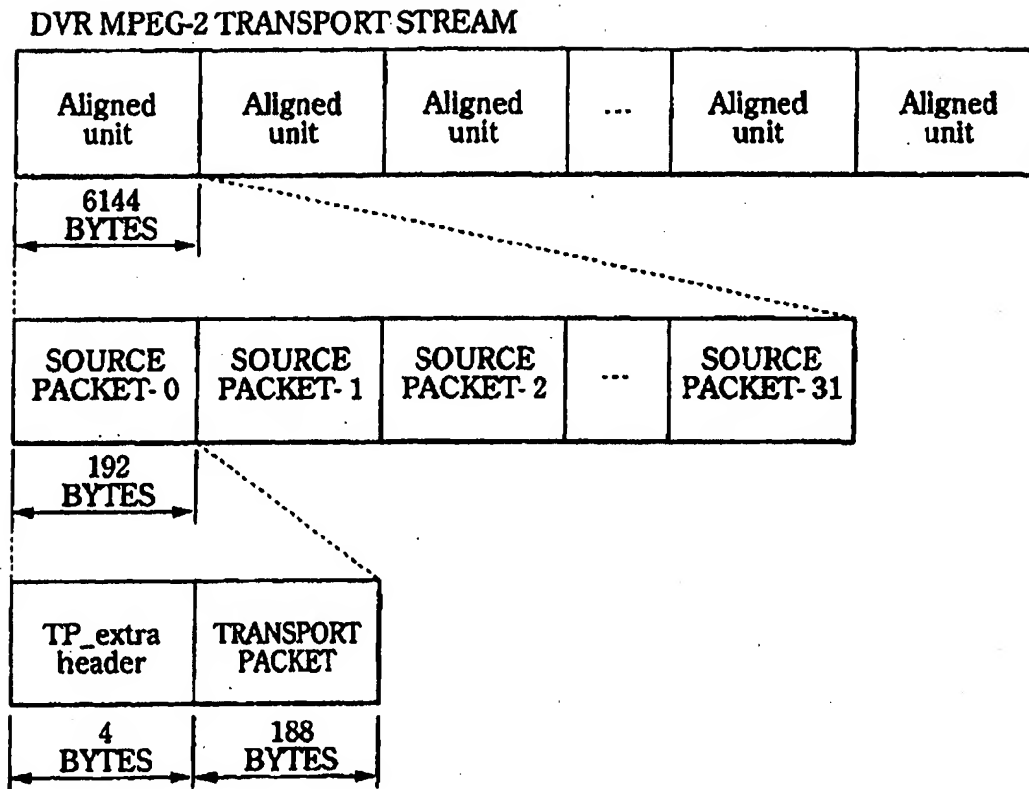 DVR MPEG-2 TRANSPORT STREAM
Aligned unit
Aligned unit
Aligned unit
...
Aligned unit
Aligned unit
6144 BYTES
SOURCE PACKET- 0
SOURCE PACKET- 1
SOURCE PACKET- 2
...
SOURCE PACKET- 31
192 BYTES
TP_extra header
TRANSPORT PACKET
4 BYTES
188 BYTES